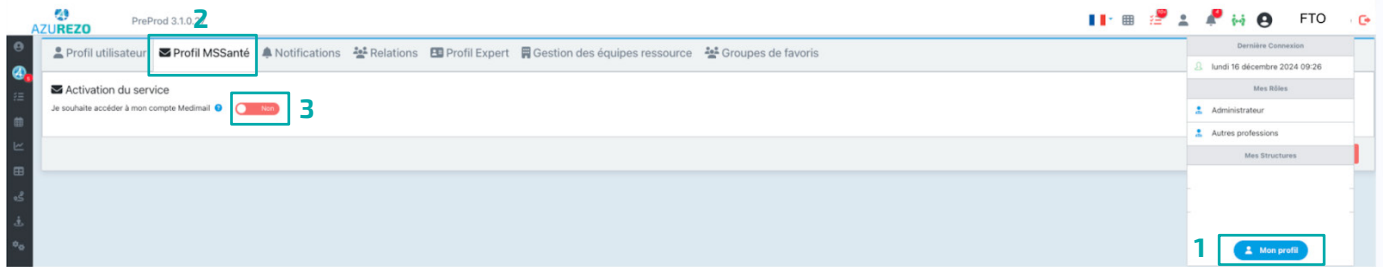 AZUREZO
PreProd 3.1.0.2
2
FTO
Profil utilisateur
Profil MSSanté
Notifications
Relations
Profil Expert
Gestion des équipes ressource
Groupes de favoris
Activation du service
Je souhaite accéder à mon compte Medimail
Non
3
Dernière Connexion
lundi 16 décembre 2024 09:26
Mes Rôles
Administrateur
Autres professions
Mes Structures
1
Mon profil